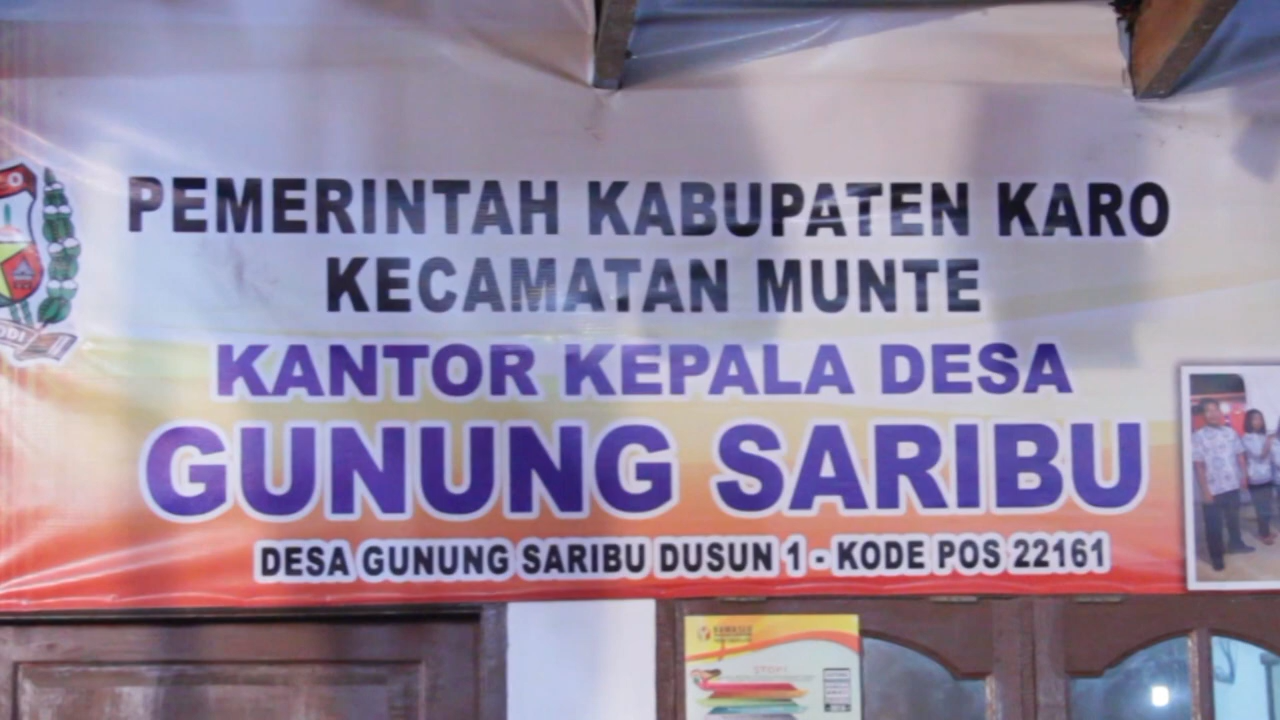 PEMERINTAH KABUPATEN KARO
KECAMATAN MUNTE
KANTOR KEPALA DESA
GUNUNG SARIBU
DESA GUNUNG SARIBU DUSUN 1 - KODE POS 22161